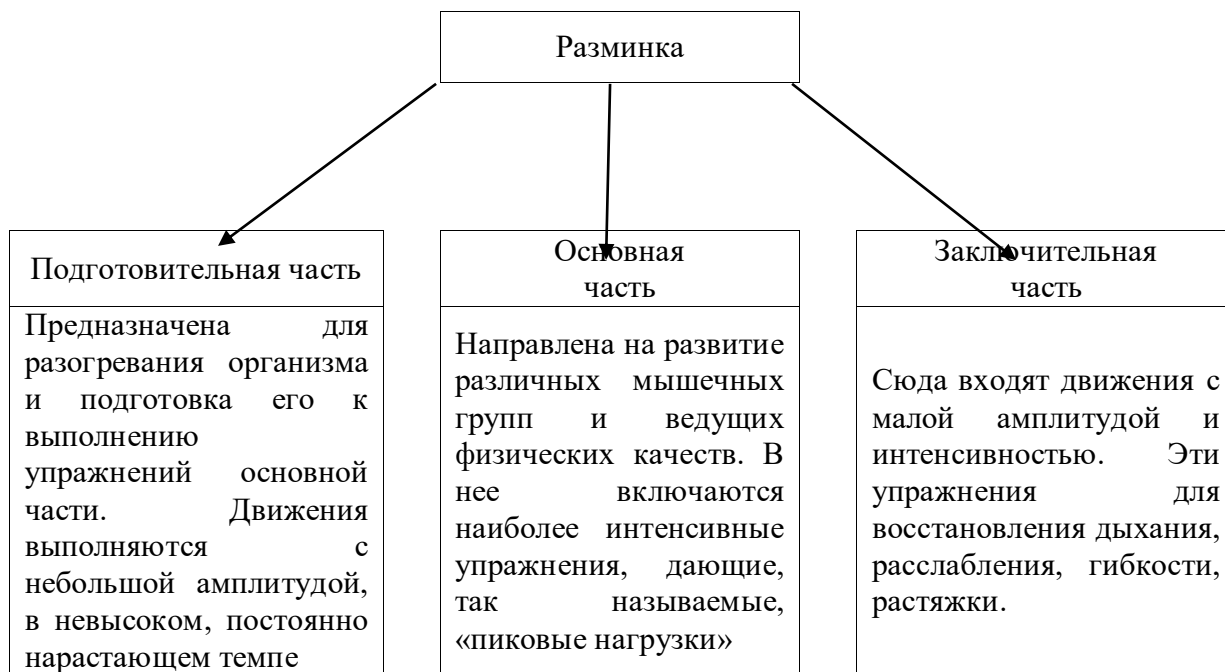 Разминка
Подготовительная часть
Предназначена для
разогревания организма
и подготовка его к
выполнению
упражнений основной
части. Движения
выполняются с
небольшой амплитудой,
в невысоком, постоянно
нарастающем темпе
Основная
часть
Направлена на развитие
различных мышечных
групп и ведущих
физических качеств. В
нее включаются
наиболее интенсивные
упражнения, дающие,
так называемые,
«пиковые нагрузки»
Заключительная
часть
Сюда входят движения с
малой амплитудой и
интенсивностью. Эти
упражнения для
восстановления дыхания,
расслабления, гибкости,
растяжки.